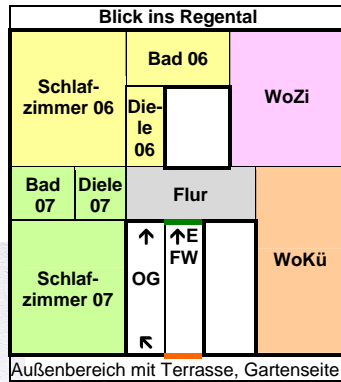 Blick ins Regental
Schlaf-
zimmer 06
Bad 06
WoZi
Die-
le
06
Bad
07
Diele
07
Flur
Schlaf-
zimmer 07
↑
OG
↖
↑E
FW
WoKü
Außenbereich mit Terrasse, Gartenseite